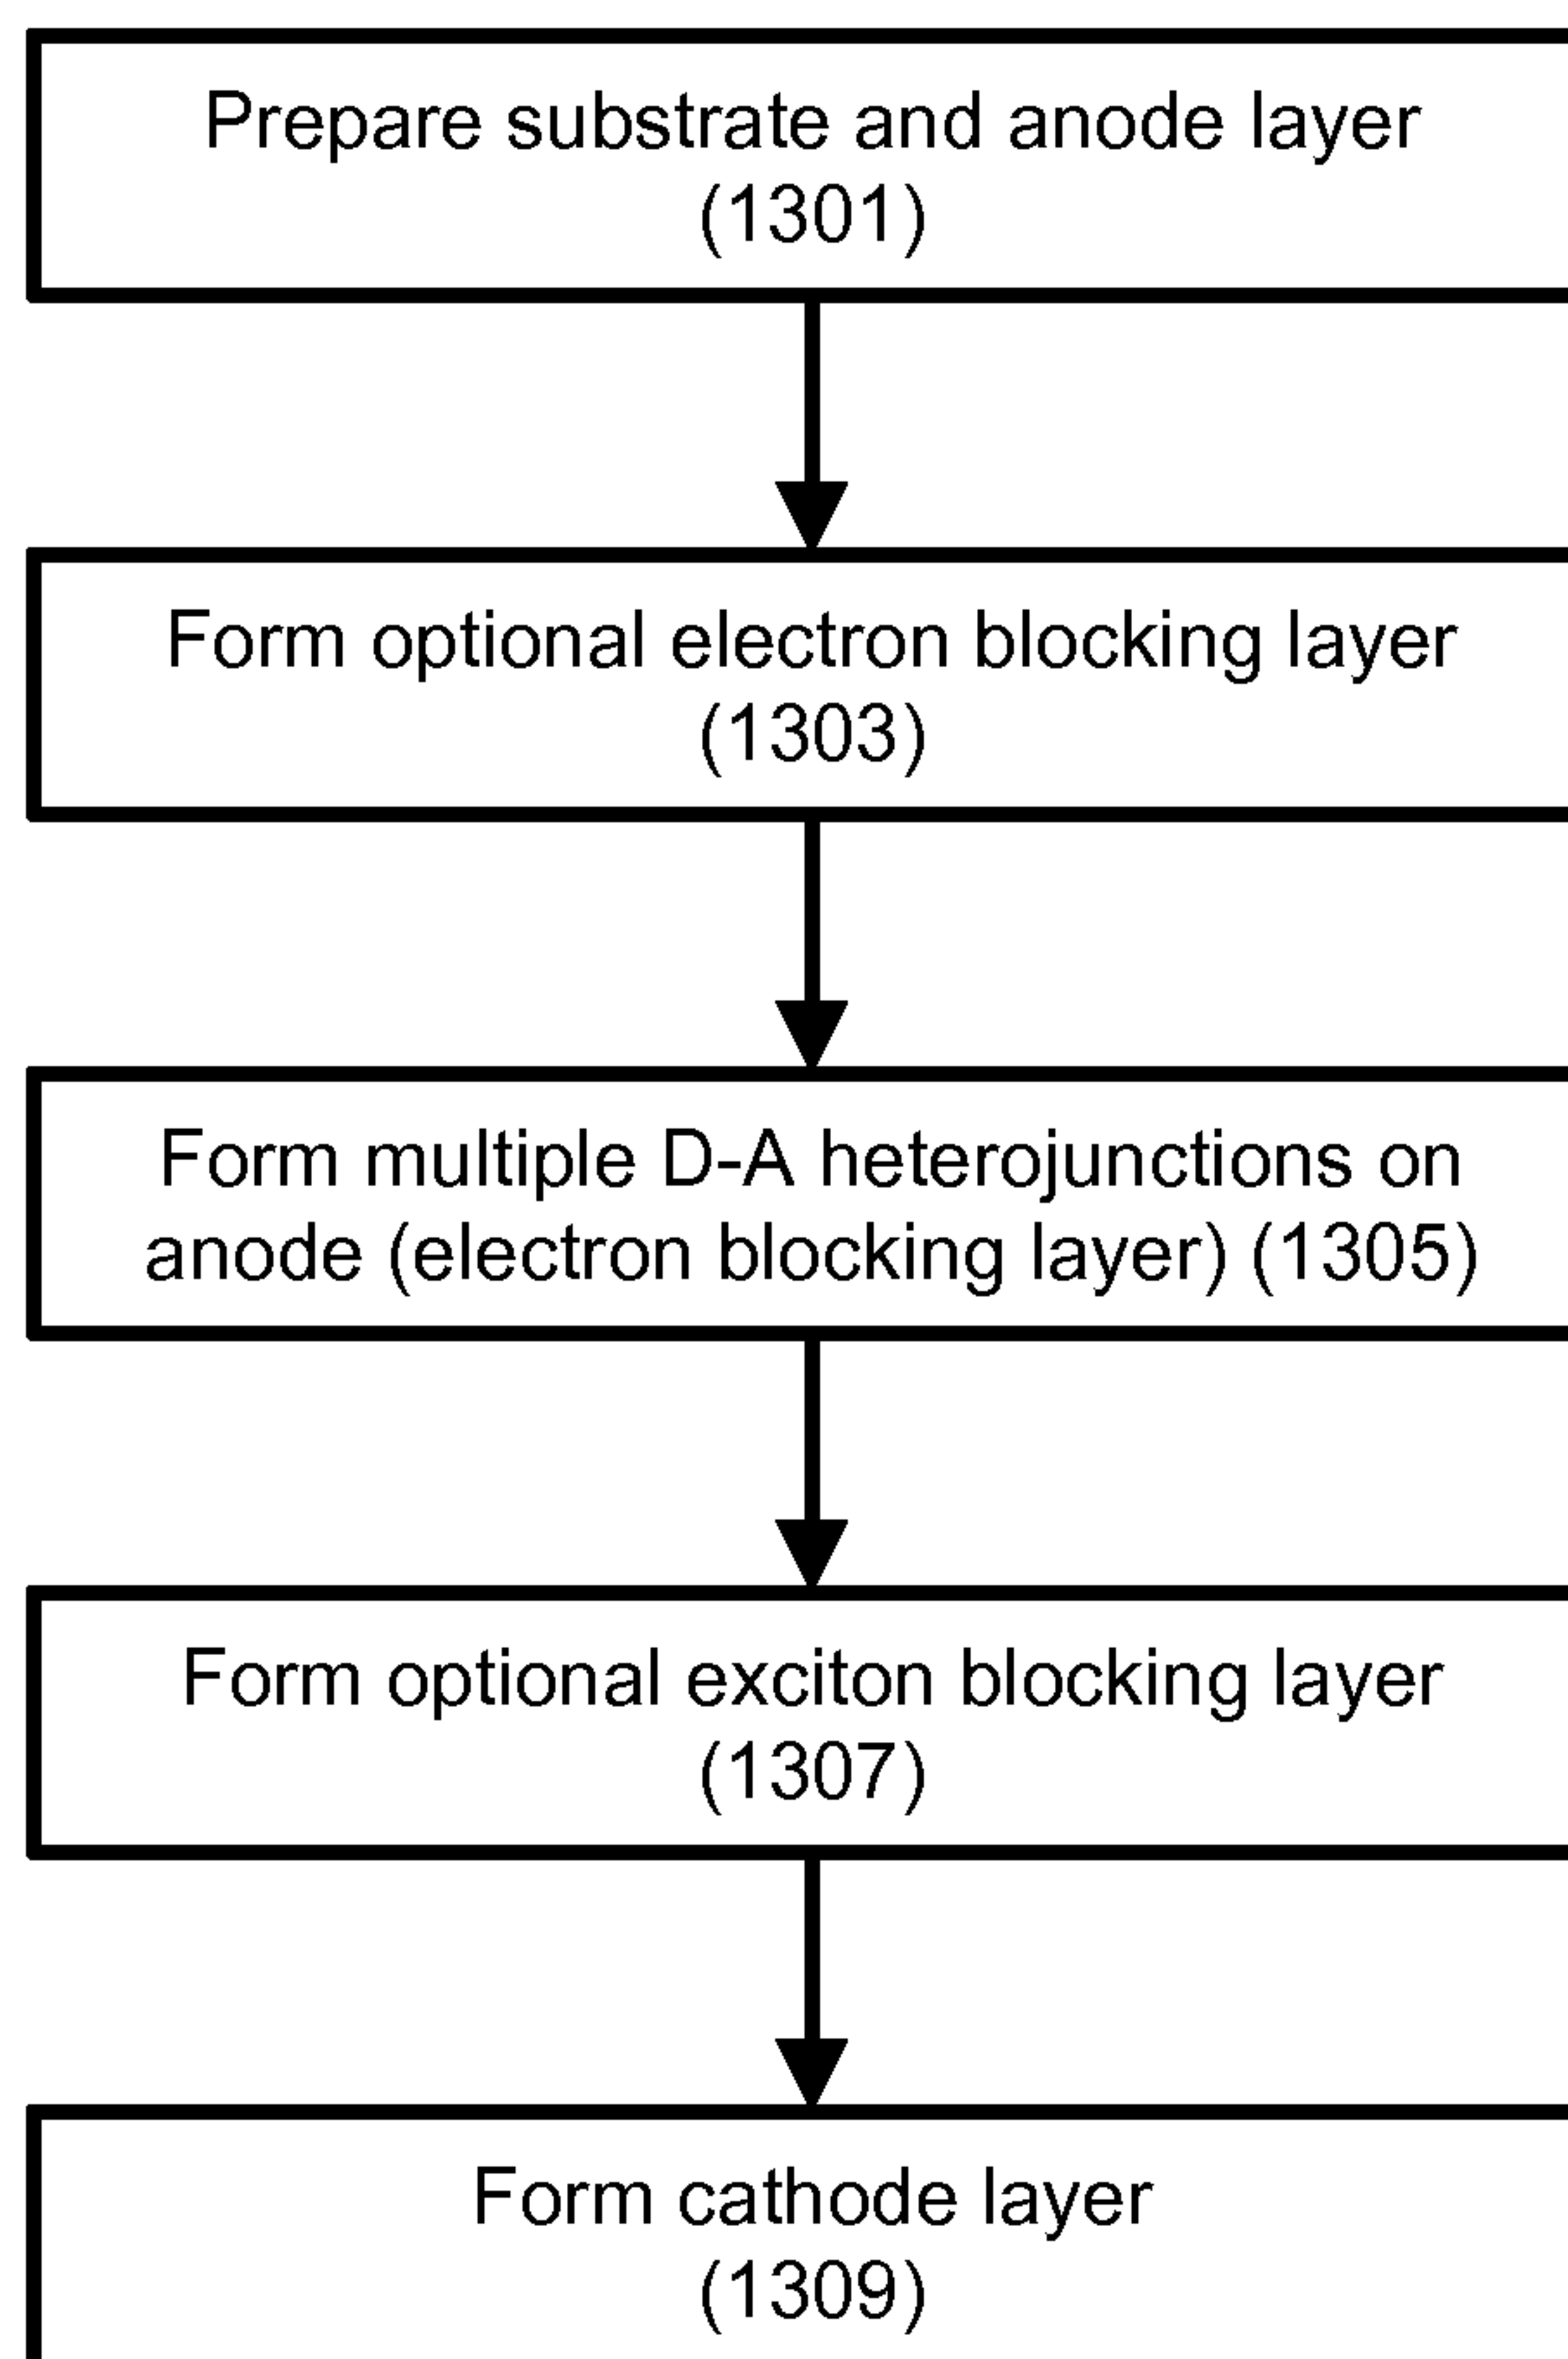 Prepare substrate and anode layer
(1301)
Form optional electron blocking layer
(1303)
Form multiple D-A heterojunctions on
anode (electron blocking layer) (1305)
Form optional exciton blocking layer
(1307)
Form cathode layer
(1309)